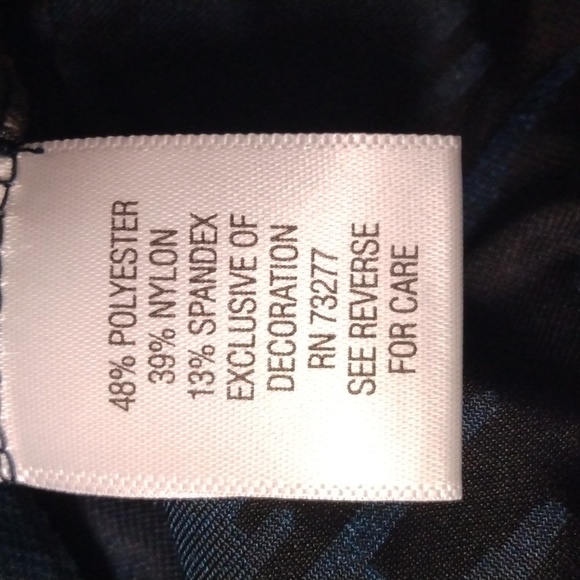 48% POLYESTER
39% NYLON
13% SPANDEX
EXCLUSIVE OF
DECORATION
RN 73277
SEE REVERSE
FOR CARE